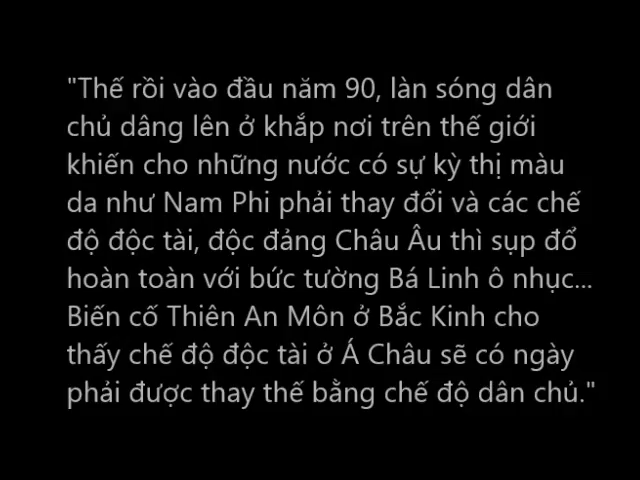 "Thế rồi vào đầu năm 90, làn sóng dân
chủ dâng lên ở khắp nơi trên thế giới
khiến cho những nước có sự kỳ thị màu
da như Nam Phi phải thay đổi và các chế
độ độc tài, độc đảng Châu Âu thì sụp đổ
hoàn toàn với bức tường Bá Linh ô nhục...
Biến cố Thiên An Môn ở Bắc Kinh cho
thấy chế độ độc tài ở Á Châu sẽ có ngày
phải được thay thế bằng chế độ dân chủ."